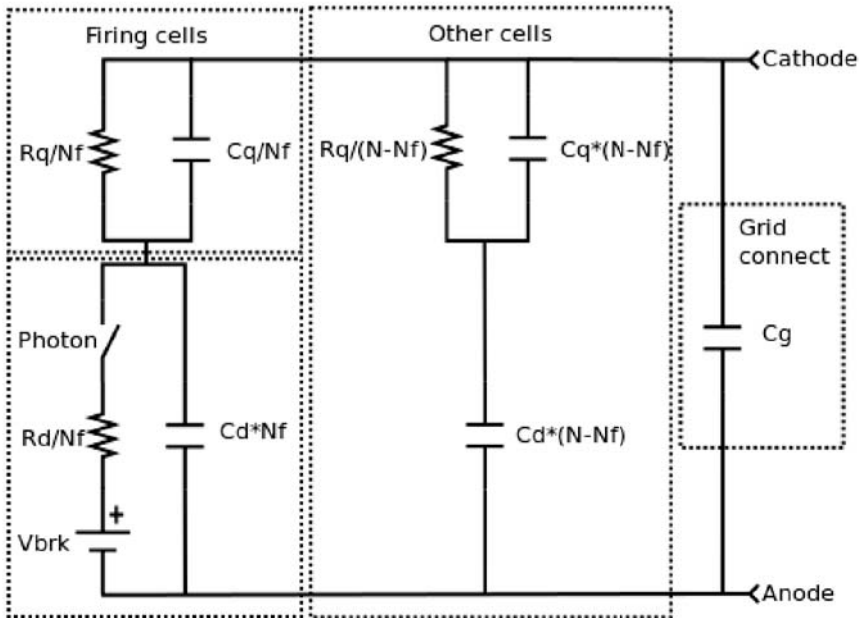 Firing cells
Other cells
Cathode
Rq/Nf
Cq/Nf
Rq/(N-Nf)
Cq*(N-Nf)
Grid
connect
Photon
Cg
Rd/Nf
Cd*Nf
Cd*(N-Nf)
+
Vbrk
Anode